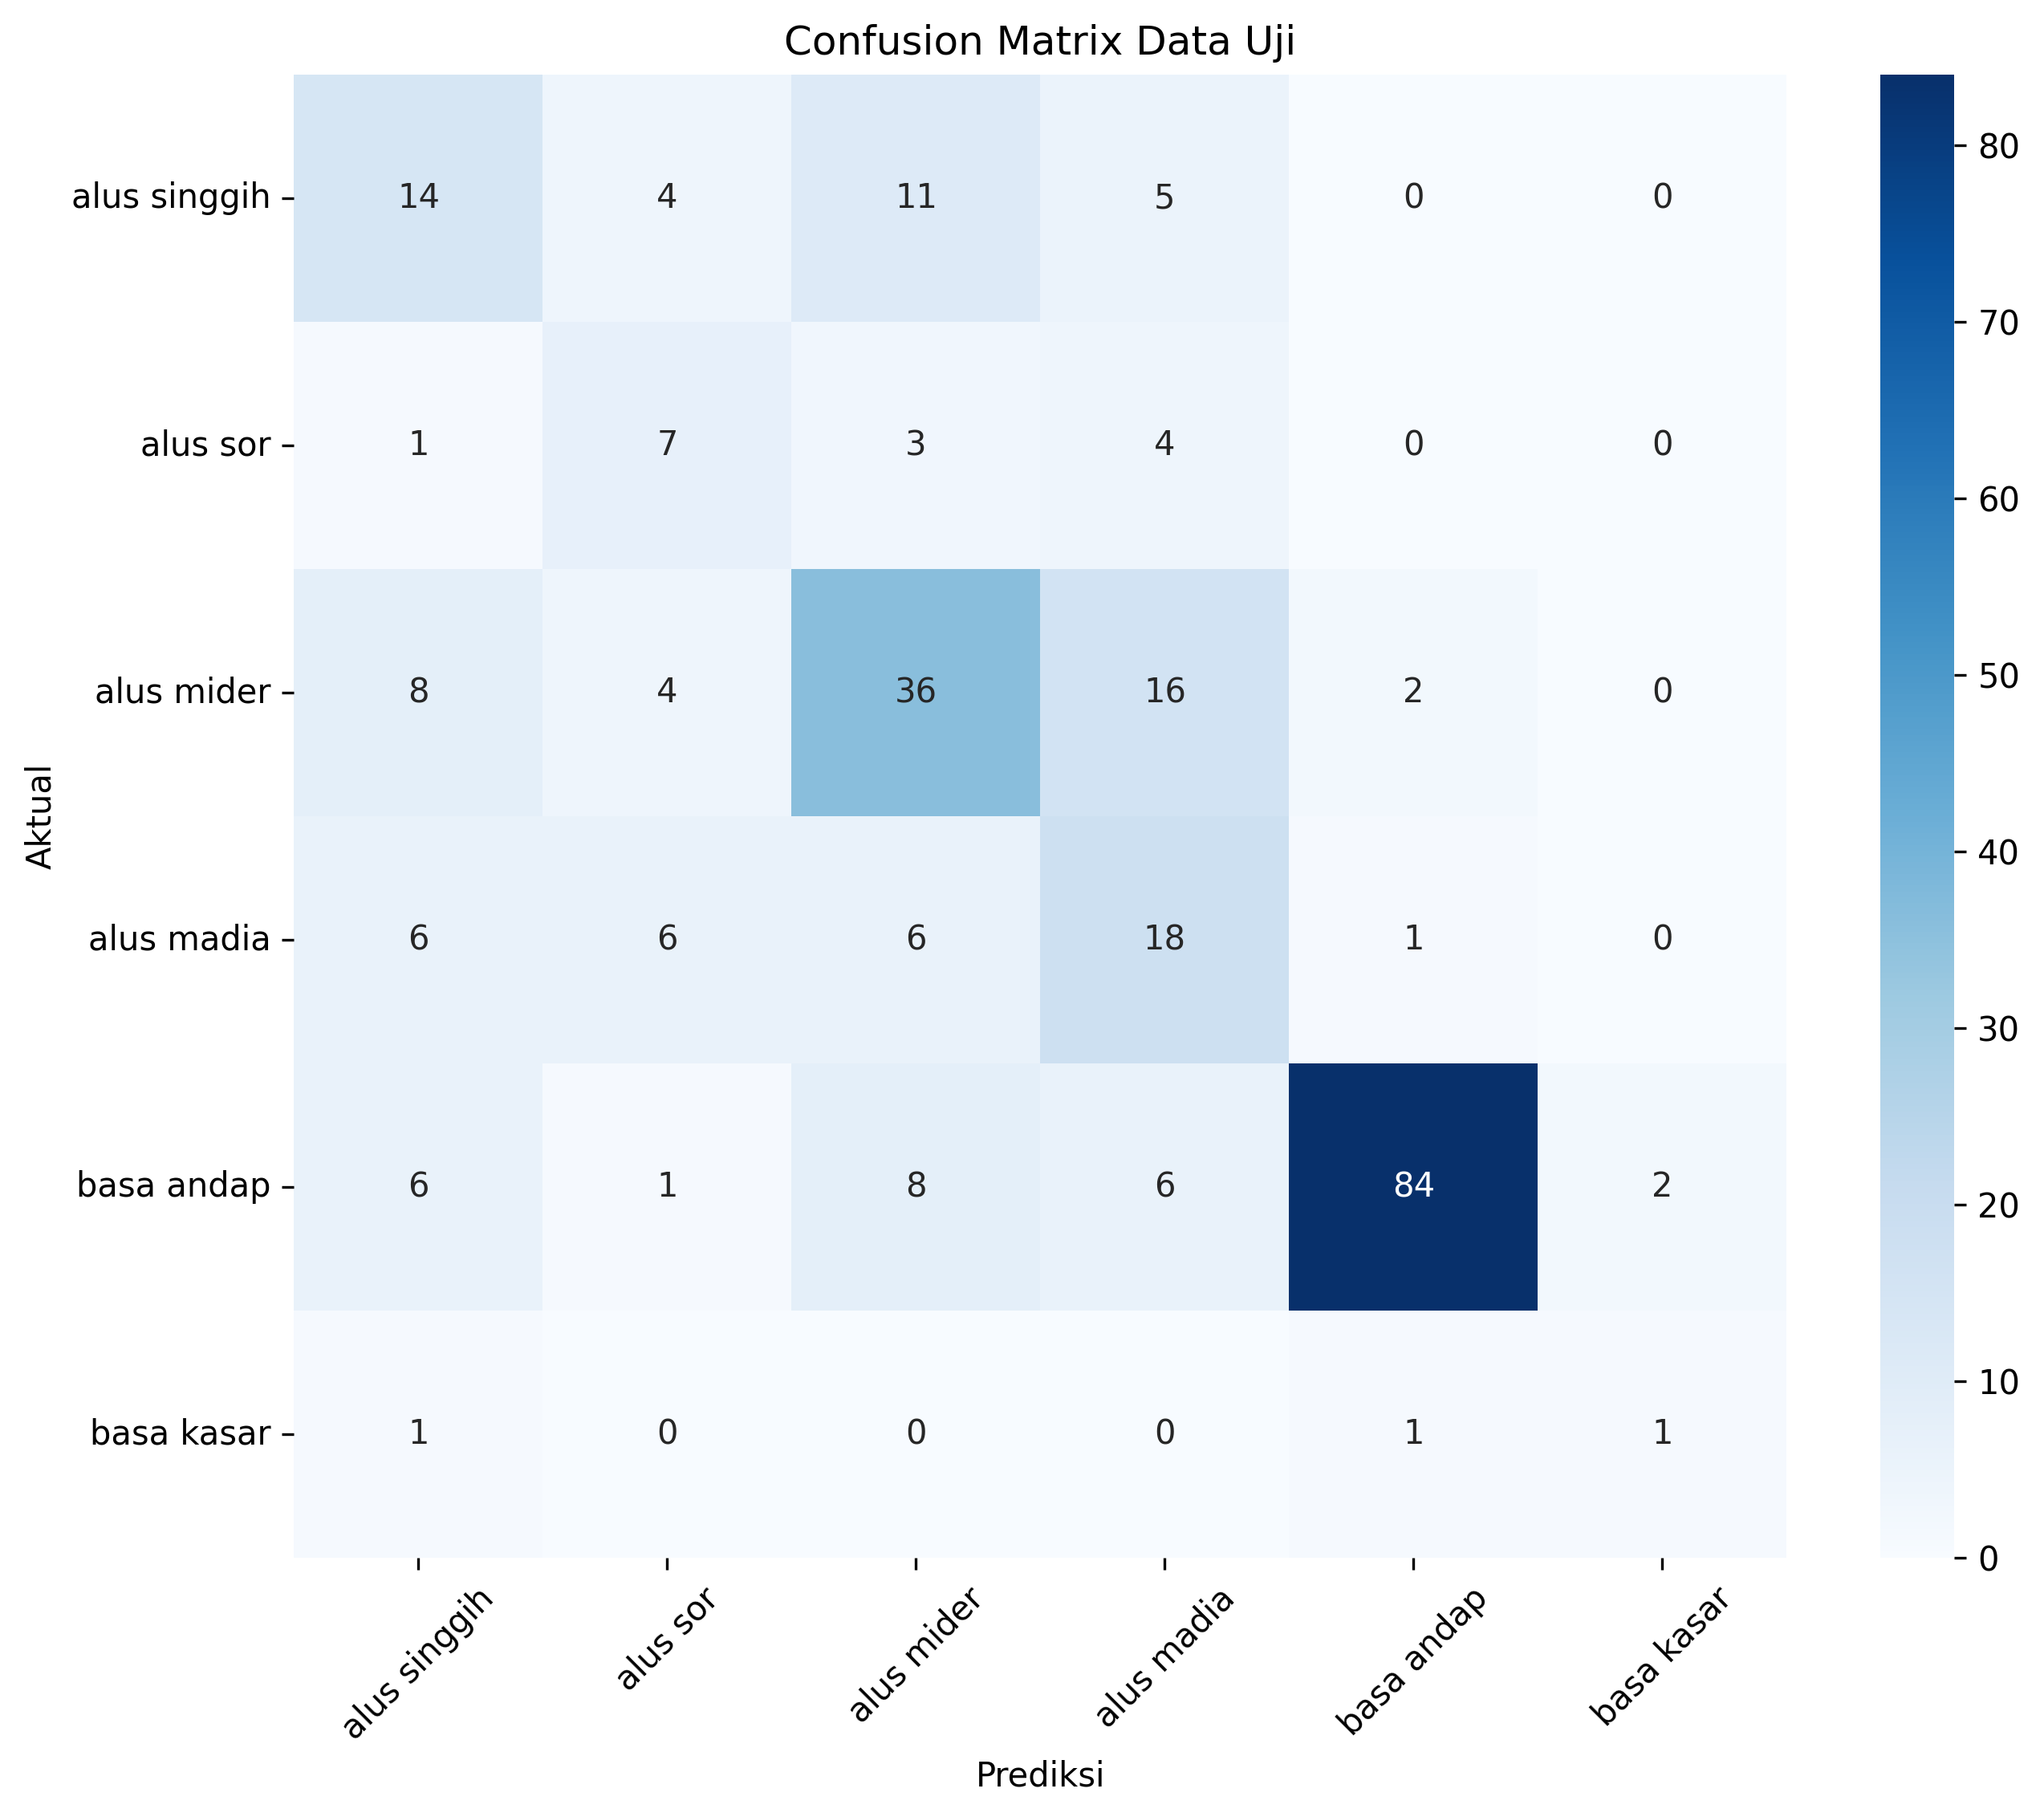 Confusion Matrix Data Uji
Aktual
alus singgih 14 4 11 5 0 0
alus sor 1 7 3 4 0 0
alus mider 8 4 36 16 2 0
alus madia 6 6 6 18 1 0
basa andap 6 1 8 6 84 2
basa kasar 1 0 0 0 1 1
alus singgih alus sor alus mider alus madia basa andap basa kasar
Prediksi
80
70
60
50
40
30
20
10
0